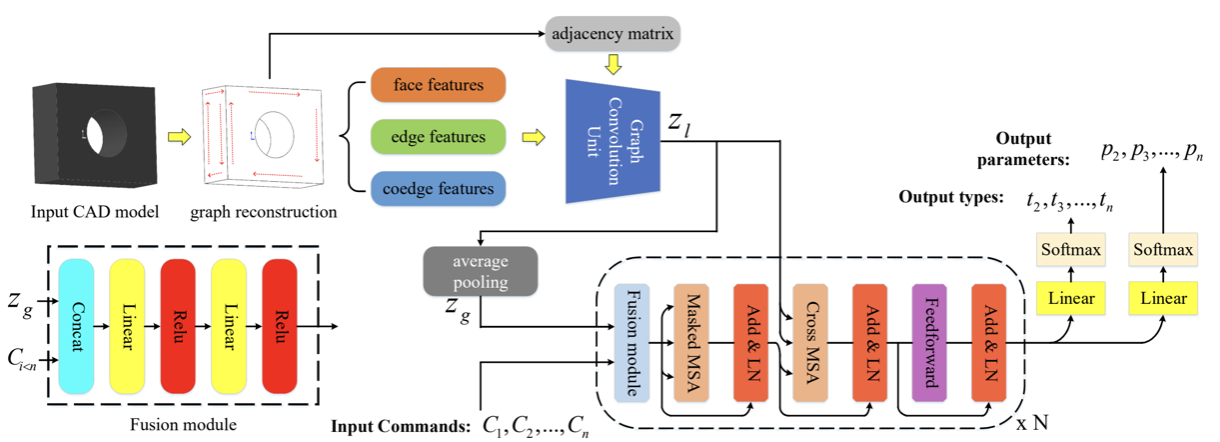 adjacency matrix
face features
edge features
coedge features
Graph
Convolution
Unit
z_l
Input CAD model
graph reconstruction
average
pooling
z_g
Output
parameters:
p_2, p_3, ..., p_n
Output types:
t_2, t_3, ..., t_n
Softmax
Softmax
Linear
Linear
z_g
C_{i<n}
Concat
Linear
Relu
Linear
Relu
Fusion module
Fusion module
Masked MSA
Add & LN
Cross MSA
Add & LN
Feedforward
Add & LN
x N
Input Commands: C_1, C_2, ..., C_n